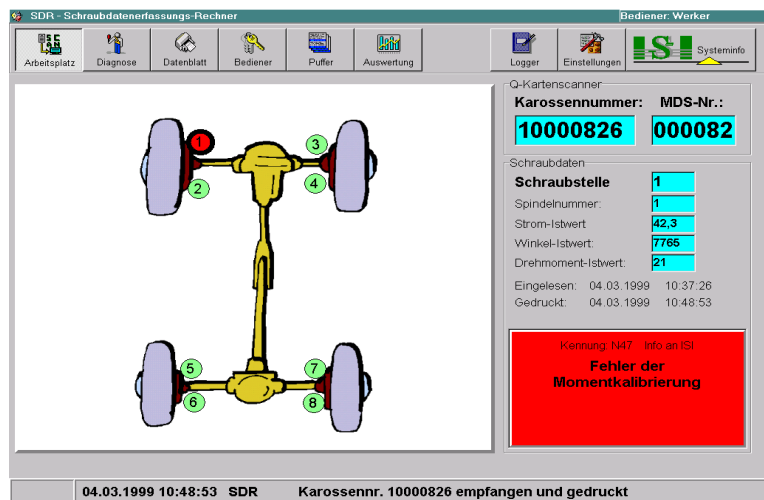 SDR - Schraubdatenerfassungs-Rechner Bediener: Werker
SCAN
Arbeitsplatz Diagnose Datenblatt Bediener Puffer Auswertung Logger Einstellungen S Systeminfo
Q-Kartenscanner
Karossennummer: MDS-Nr.:
10000826 000082
Schraubdaten
Schraubstelle 1
Spindelnummer: 1
Strom-Istwert 42,3
Winkel-Istwert: 7765
Drehmoment-Istwert: 21
Eingelesen: 04.03.1999 10:37:26
Gedruckt: 04.03.1999 10:48:53
Kennung: N47 Info an ISI
Fehler der
Momentkalibrierung
1 3
2 4
5 7
6 8
04.03.1999 10:48:53 SDR Karossennr. 10000826 empfangen und gedruckt